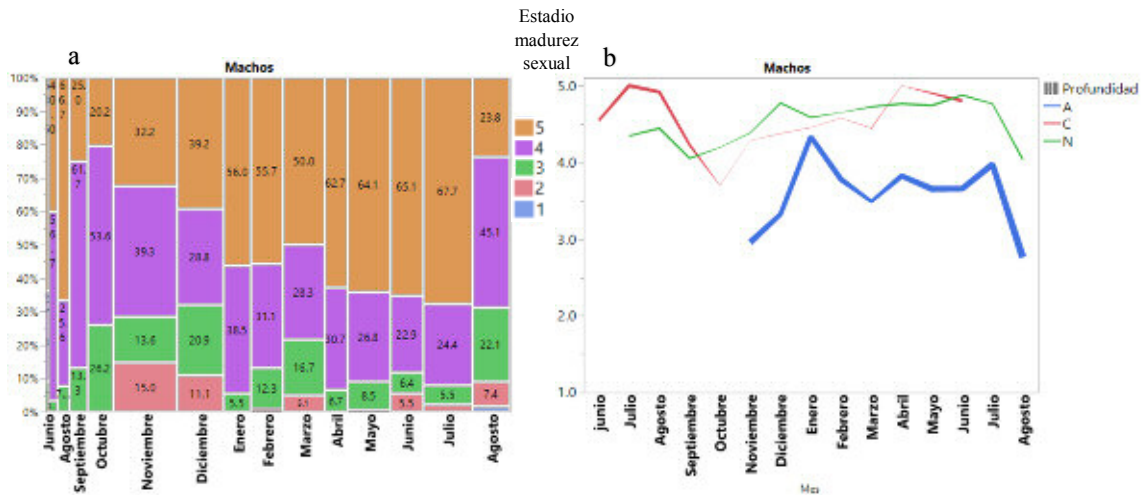 Estadio
madurez
sexual
a
b
Machos
Machos
100%
90%
80%
70%
60%
50%
40%
30%
20%
10%
0%
20.2
53.6
26.2
32.2
39.3
13.6
15.0
39.2
28.8
20.9
11.1
56.0
38.5
5.5
55.7
31.1
12.3
50.0
28.3
16.7
5.1
62.7
30.7
6.7
64.1
26.8
8.5
65.1
22.9
6.4
5.5
67.7
24.4
5.5
23.8
45.1
22.1
7.4
Junio
Agosto
Septiembre
Octubre
Noviembre
Diciembre
Enero
Febrero
Marzo
Abril
Mayo
Junio
Julio
Agosto
5
4
3
2
1
5.0
4.0
3.0
2.0
1.0
Junio
Julio
Agosto
Septiembre
Octubre
Noviembre
Diciembre
Enero
Febrero
Marzo
Abril
Mayo
Junio
Julio
Agosto
Mes
Profundidad
A
C
N